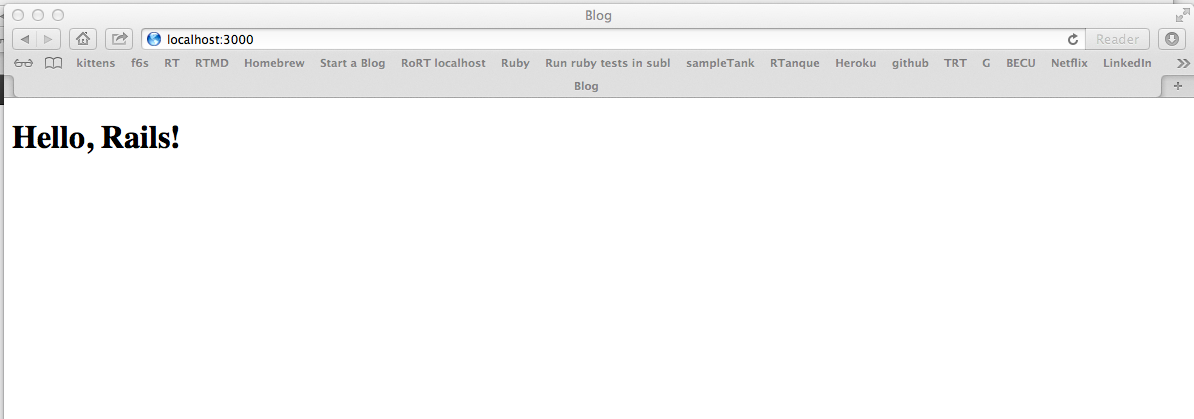 Blog
localhost:3000 Reader
kittens f6s RT RTMD Homebrew Start a Blog RoRT localhost Ruby Run ruby tests in subl sampleTank RTanque Heroku github TRT G BECU Netflix LinkedIn
Blog
Hello, Rails!